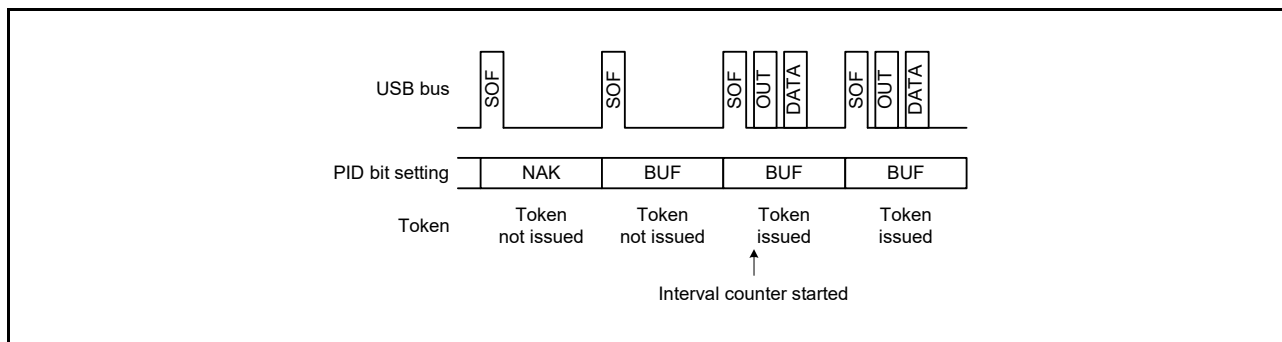 USB bus
SOF
SOF
SOF
OUT
DATA
SOF
OUT
DATA
PID bit setting
NAK
BUF
BUF
BUF
Token
Token
not issued
Token
not issued
Token
issued
Token
issued
Interval counter started